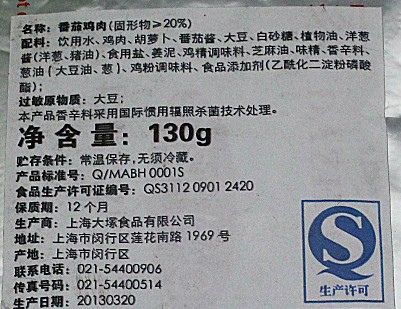 名称: 番茄鸡肉(固形物≥20%)
配料: 饮用水、鸡肉、胡萝卜、番茄酱、大豆、白砂糖、植物油、洋葱
酱(洋葱、猪油)、食用盐、姜泥、鸡精调味料、芝麻油、味精、香辛料、
葱油(大豆油、葱)、鸡粉调味料、食品添加剂(乙酰化二淀粉磷酸
酯);
过敏原物质: 大豆;
本产品香辛料采用国际惯用辐照杀菌技术处理。
净含量: 130g
贮存条件: 常温保存,无须冷藏。
产品标准号: Q/MABH 0001S
食品生产许可证编号: QS3112 0901 2420
保质期: 12个月
生产商: 上海大塚食品有限公司
地址: 上海市闵行区莲花南路1969号
产地: 上海市闵行区
联系电话: 021-54400906
传真号码: 021-54400514
生产日期: 20130320
生产许可